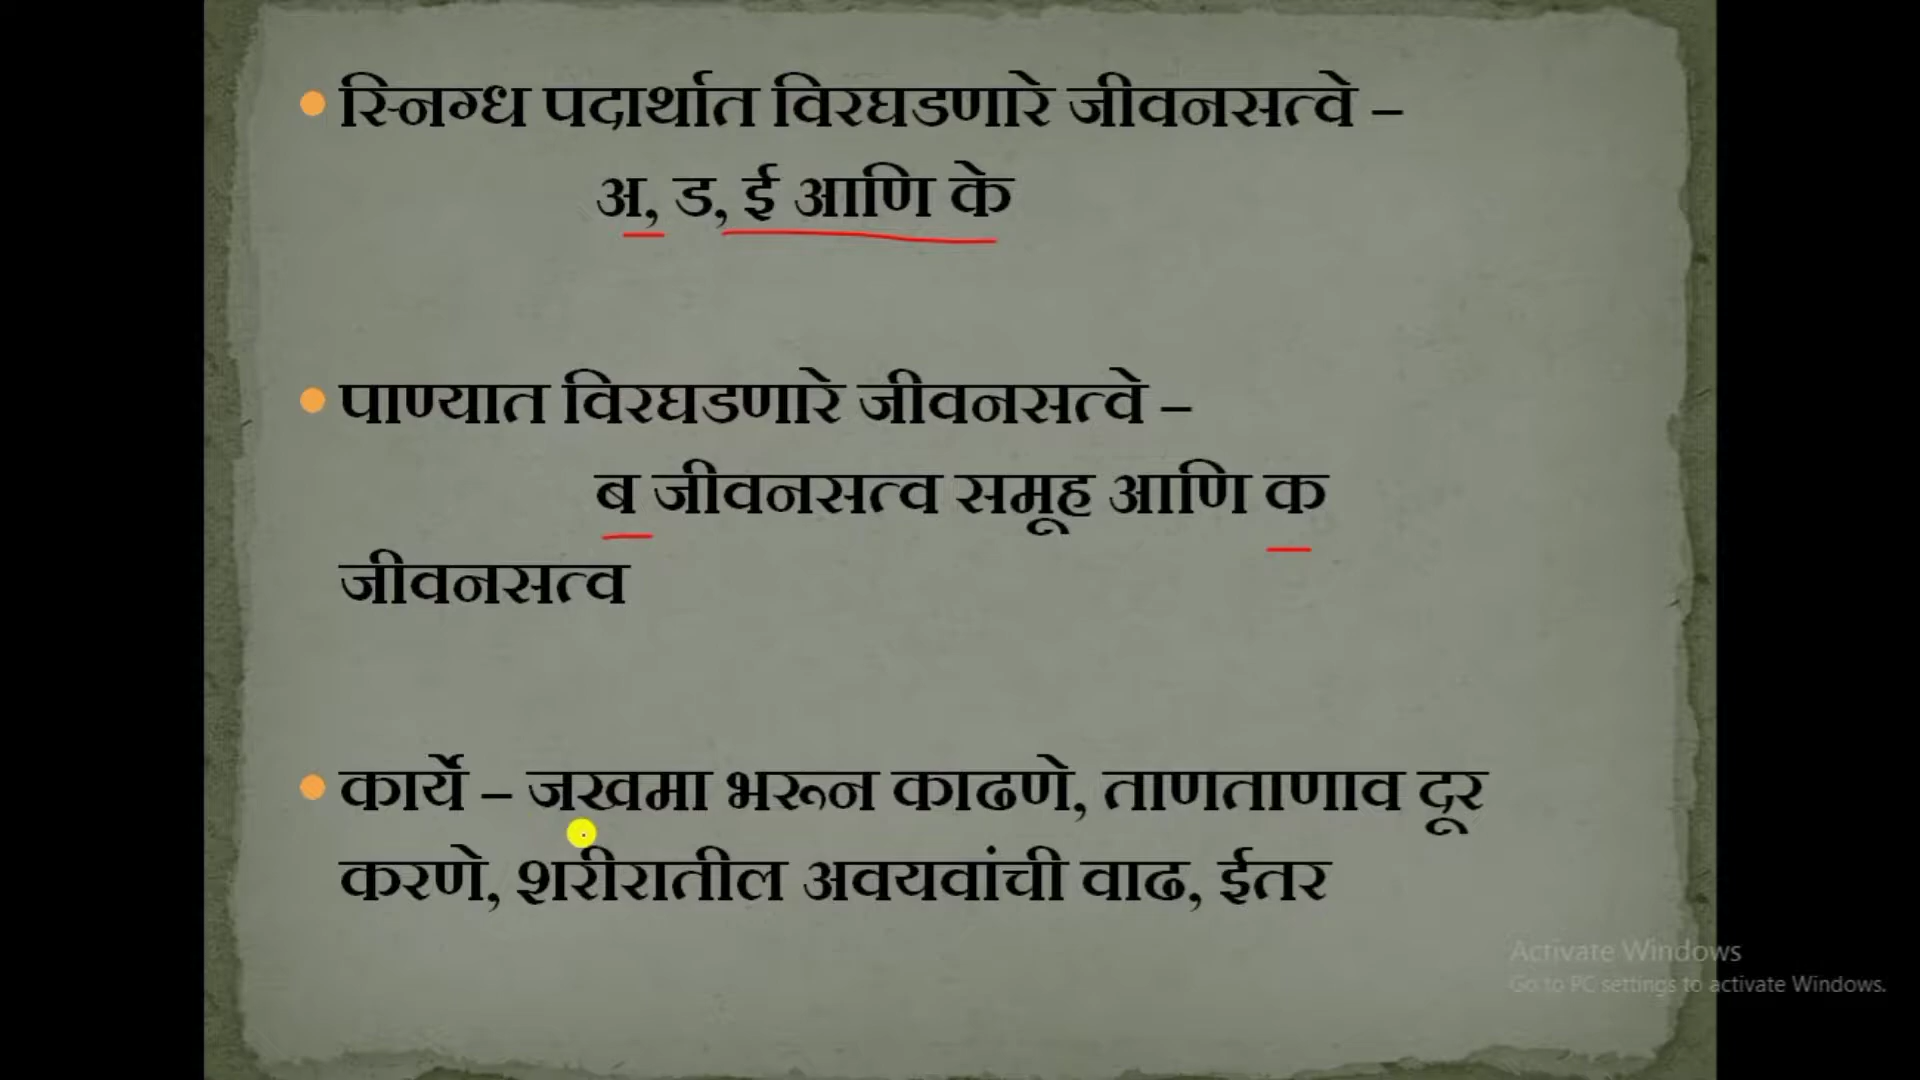 स्निग्ध पदार्थात विरघडणारे जीवनसत्वे –
अ, ड, ई आणि के
पाण्यात विरघडणारे जीवनसत्वे –
ब जीवनसत्व समूह आणि क
जीवनसत्व
कार्ये – जखमा भरून काढणे, ताणताणाव दूर
करणे, शरीरातील अवयवांची वाढ, ईतर
Activate Windows
Go to PC settings to activate Windows.